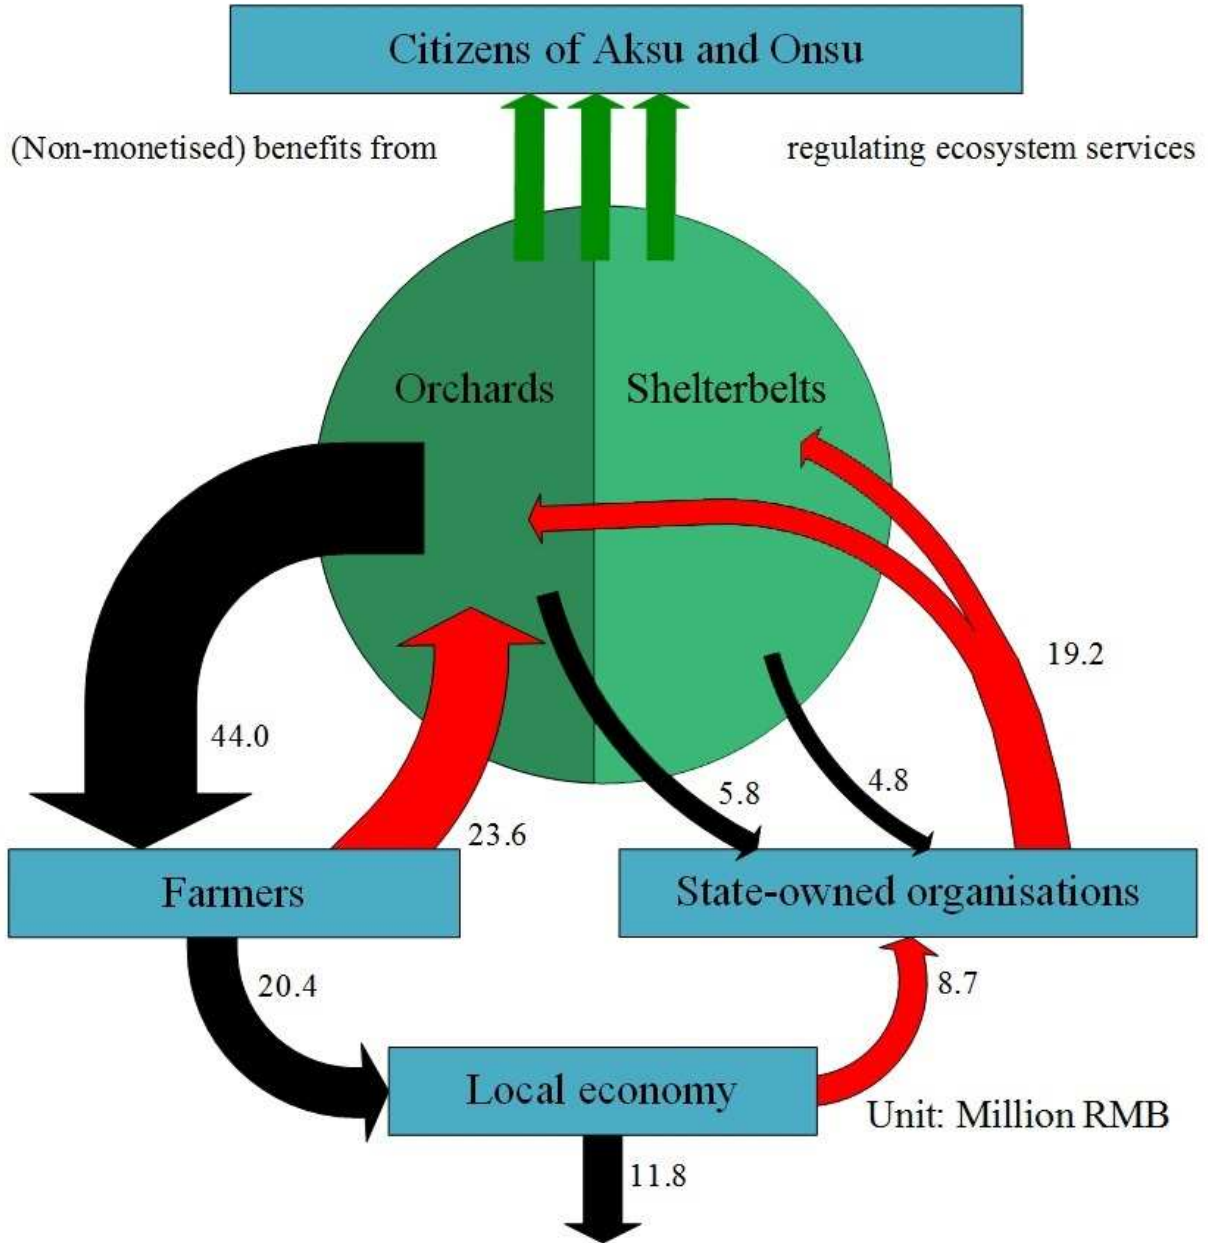 Citizens of Aksu and Onsu
(Non-monetised) benefits from
regulating ecosystem services
Orchards
Shelterbelts
19.2
44.0
5.8
4.8
23.6
Farmers
State-owned organisations
20.4
8.7
Local economy
Unit: Million RMB
11.8